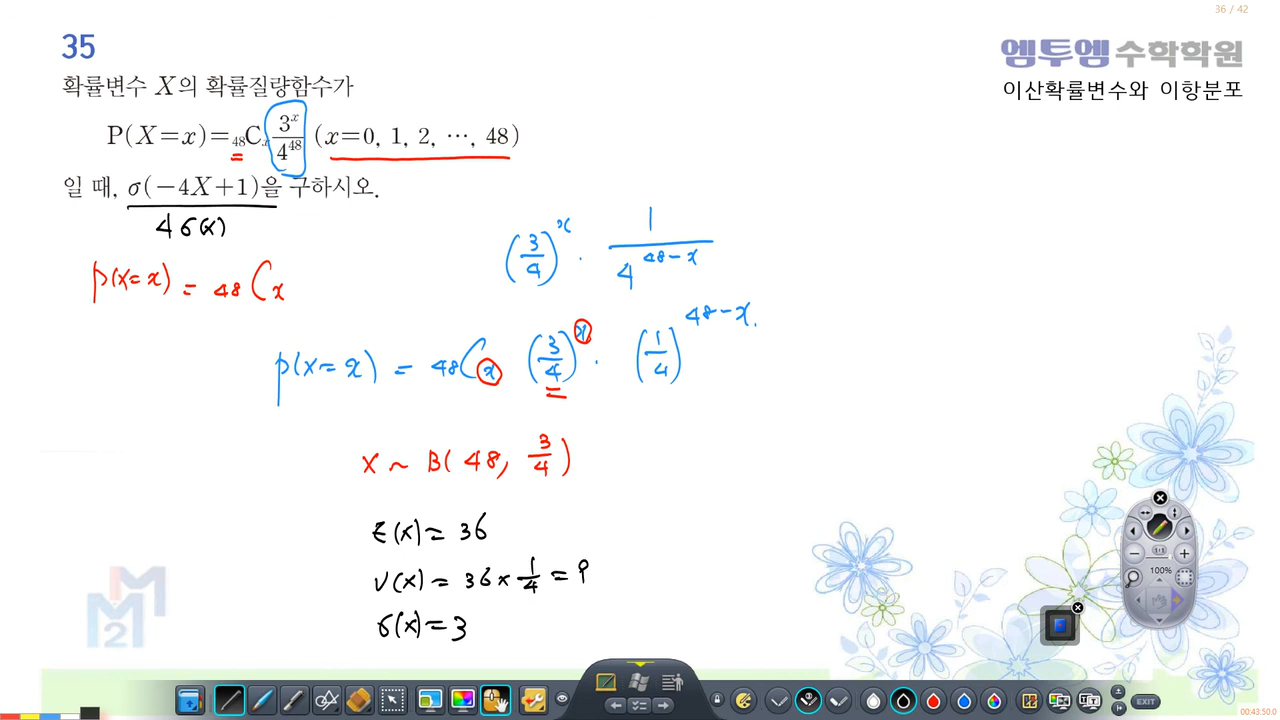 36 / 42
35
엠투엠수학학원
이산확률변수와 이항분포
확률변수 X의 확률질량함수가
P(X=x)=₄₈Cₓ 3ˣ/4⁴⁸ (x=0, 1, 2, ⋯, 48)
일 때, σ(−4X+1)을 구하시오.
4σ(x)
(3/4)ˣ · 1/4^(48−x)
p(x=x) = 48Cx
p(x=x) = 48Cx (3/4)ˣ · (1/4)^(48−x).
x ~ B(48, 3/4)
E(x) = 36
V(x) = 36 × 1/4 = 9
σ(x) = 3
100%
M2M
EXIT
00:43:50.0